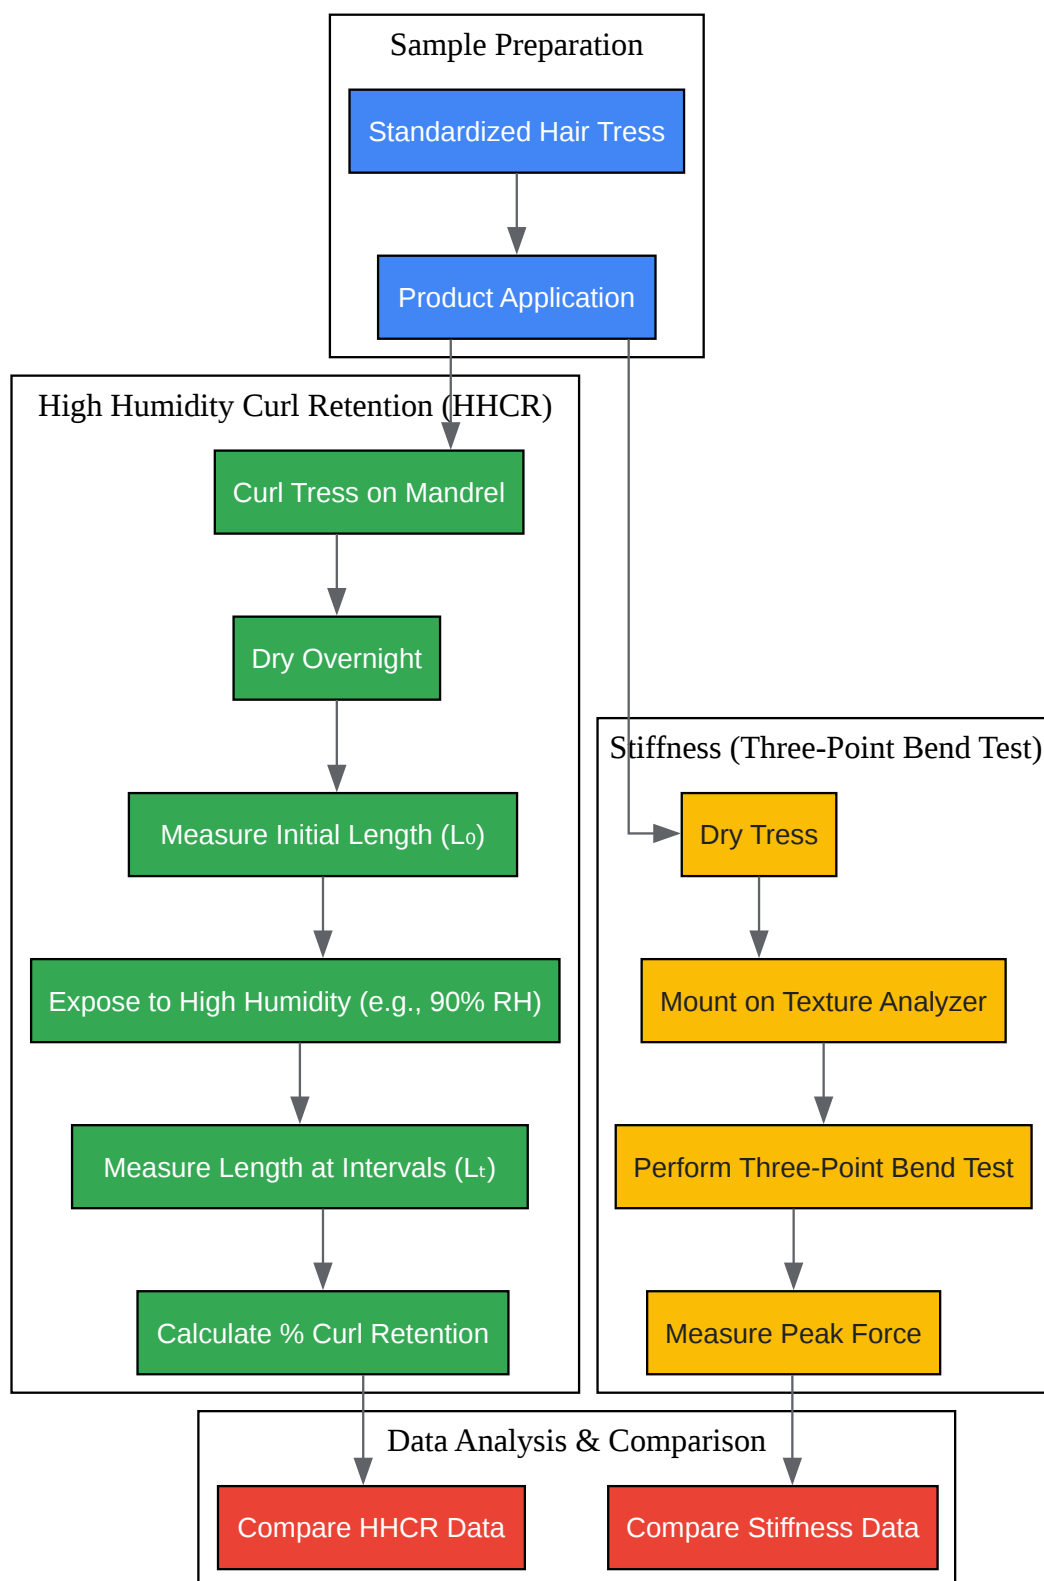 Sample Preparation
Standardized Hair Tress
Product Application
High Humidity Curl Retention (HHCR)
Curl Tress on Mandrel
Dry Overnight
Measure Initial Length (L₀)
Expose to High Humidity (e.g., 90% RH)
Measure Length at Intervals (Lₜ)
Calculate % Curl Retention
Stiffness (Three-Point Bend Test)
Dry Tress
Mount on Texture Analyzer
Perform Three-Point Bend Test
Measure Peak Force
Data Analysis & Comparison
Compare HHCR Data
Compare Stiffness Data